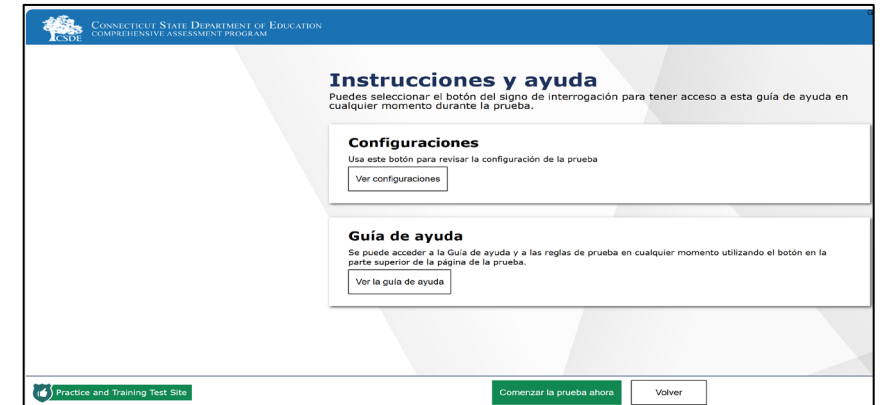 CONNECTICUT STATE DEPARTMENT OF EDUCATION
COMPREHENSIVE ASSESSMENT PROGRAM
CSDE
Instrucciones y ayuda
Puedes seleccionar el botón del signo de interrogación para tener acceso a esta guía de ayuda en
cualquier momento durante la prueba.
Configuraciones
Usa este botón para revisar la configuración de la prueba
Ver configuraciones
Guía de ayuda
Se puede acceder a la Guía de ayuda y a las reglas de prueba en cualquier momento utilizando el botón en la
parte superior de la página de la prueba.
Ver la guía de ayuda
Practice and Training Test Site
Comenzar la prueba ahora
Volver